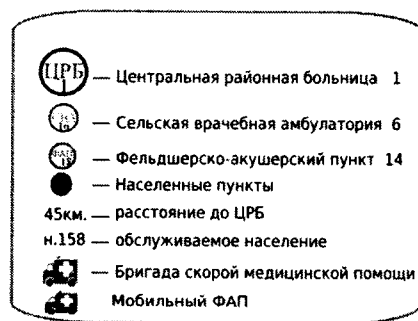 ЦРБ
1
— Центральная районная больница 1
— Сельская врачебная амбулатория 6
— Фельдшерско-акушерский пункт 14
— Населенные пункты
45км. — расстояние до ЦРБ
н.158 — обслуживаемое население
— Бригада скорой медицинской помощи
Мобильный ФАП